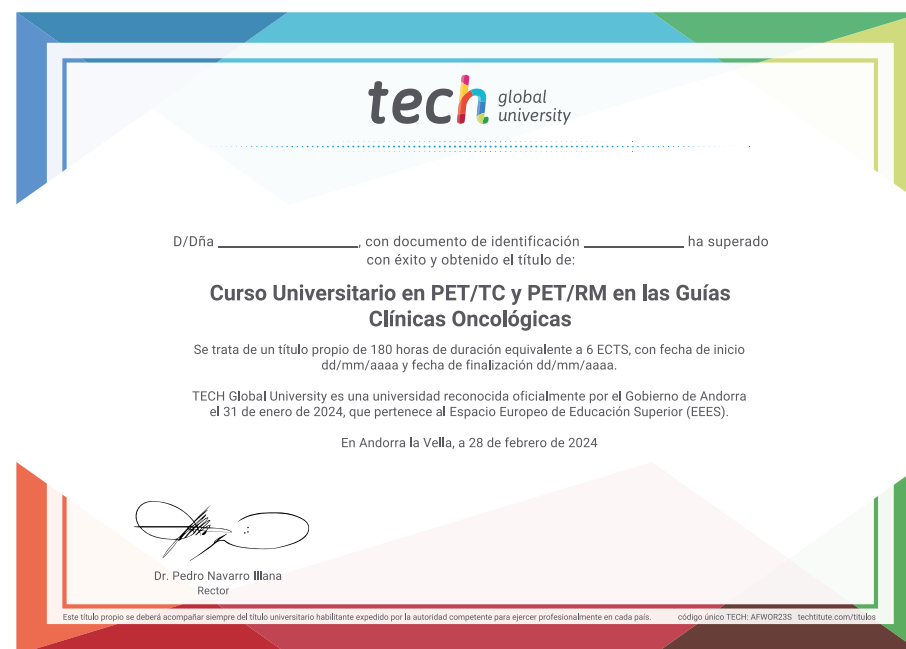 tech global university
D/Dña ____________, con documento de identificación ____________ ha superado
con éxito y obtenido el título de:
Curso Universitario en PET/TC y PET/RM en las Guías
Clínicas Oncológicas
Se trata de un título propio de 180 horas de duración equivalente a 6 ECTS, con fecha de inicio
dd/mm/aaaa y fecha de finalización dd/mm/aaaa.
TECH Global University es una universidad reconocida oficialmente por el Gobierno de Andorra
el 31 de enero de 2024, que pertenece al Espacio Europeo de Educación Superior (EEES).
En Andorra la Vella, a 28 de febrero de 2024
Dr. Pedro Navarro Illana
Rector
Este título propio se deberá acompañar siempre del título universitario habilitante expedido por la autoridad competente para ejercer profesionalmente en cada país. código único TECH: AFWOR23S techtitute.com/titulos